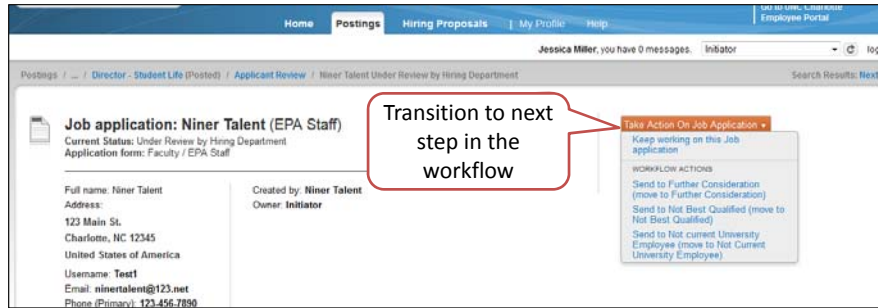 Go to UNC Charlotte
Employee Portal
Home Postings Hiring Proposals | My Profile Help
Jessica Miller, you have 0 messages. Initiator log
Postings / ... / Director - Student Life (Posted) / Applicant Review / Niner Talent Under Review by Hiring Department Search Results: Next
Transition to next
step in the
workflow
Job application: Niner Talent (EPA Staff)
Current Status: Under Review by Hiring Department
Application form: Faculty / EPA Staff
Take Action On Job Application
Keep working on this Job
application
WORKFLOW ACTIONS
Send to Further Consideration
(move to Further Consideration)
Send to Not Best Qualified (move to
Not Best Qualified)
Send to Not current University
Employee (move to Not Current
University Employee)
Full name: Niner Talent
Address:
123 Main St.
Charlotte, NC 12345
United States of America
Username: Test1
Email: ninertalent@123.net
Phone (Primary): 123-456-7890
Created by: Niner Talent
Owner: Initiator